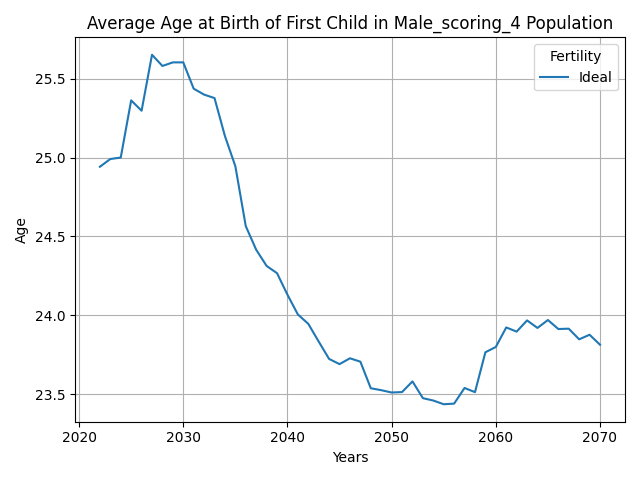 Average Age at Birth of First Child in Male_scoring_4 Population
Fertility
Ideal
Age
25.5
25.0
24.5
24.0
23.5
2020 2030 2040 2050 2060 2070
Years